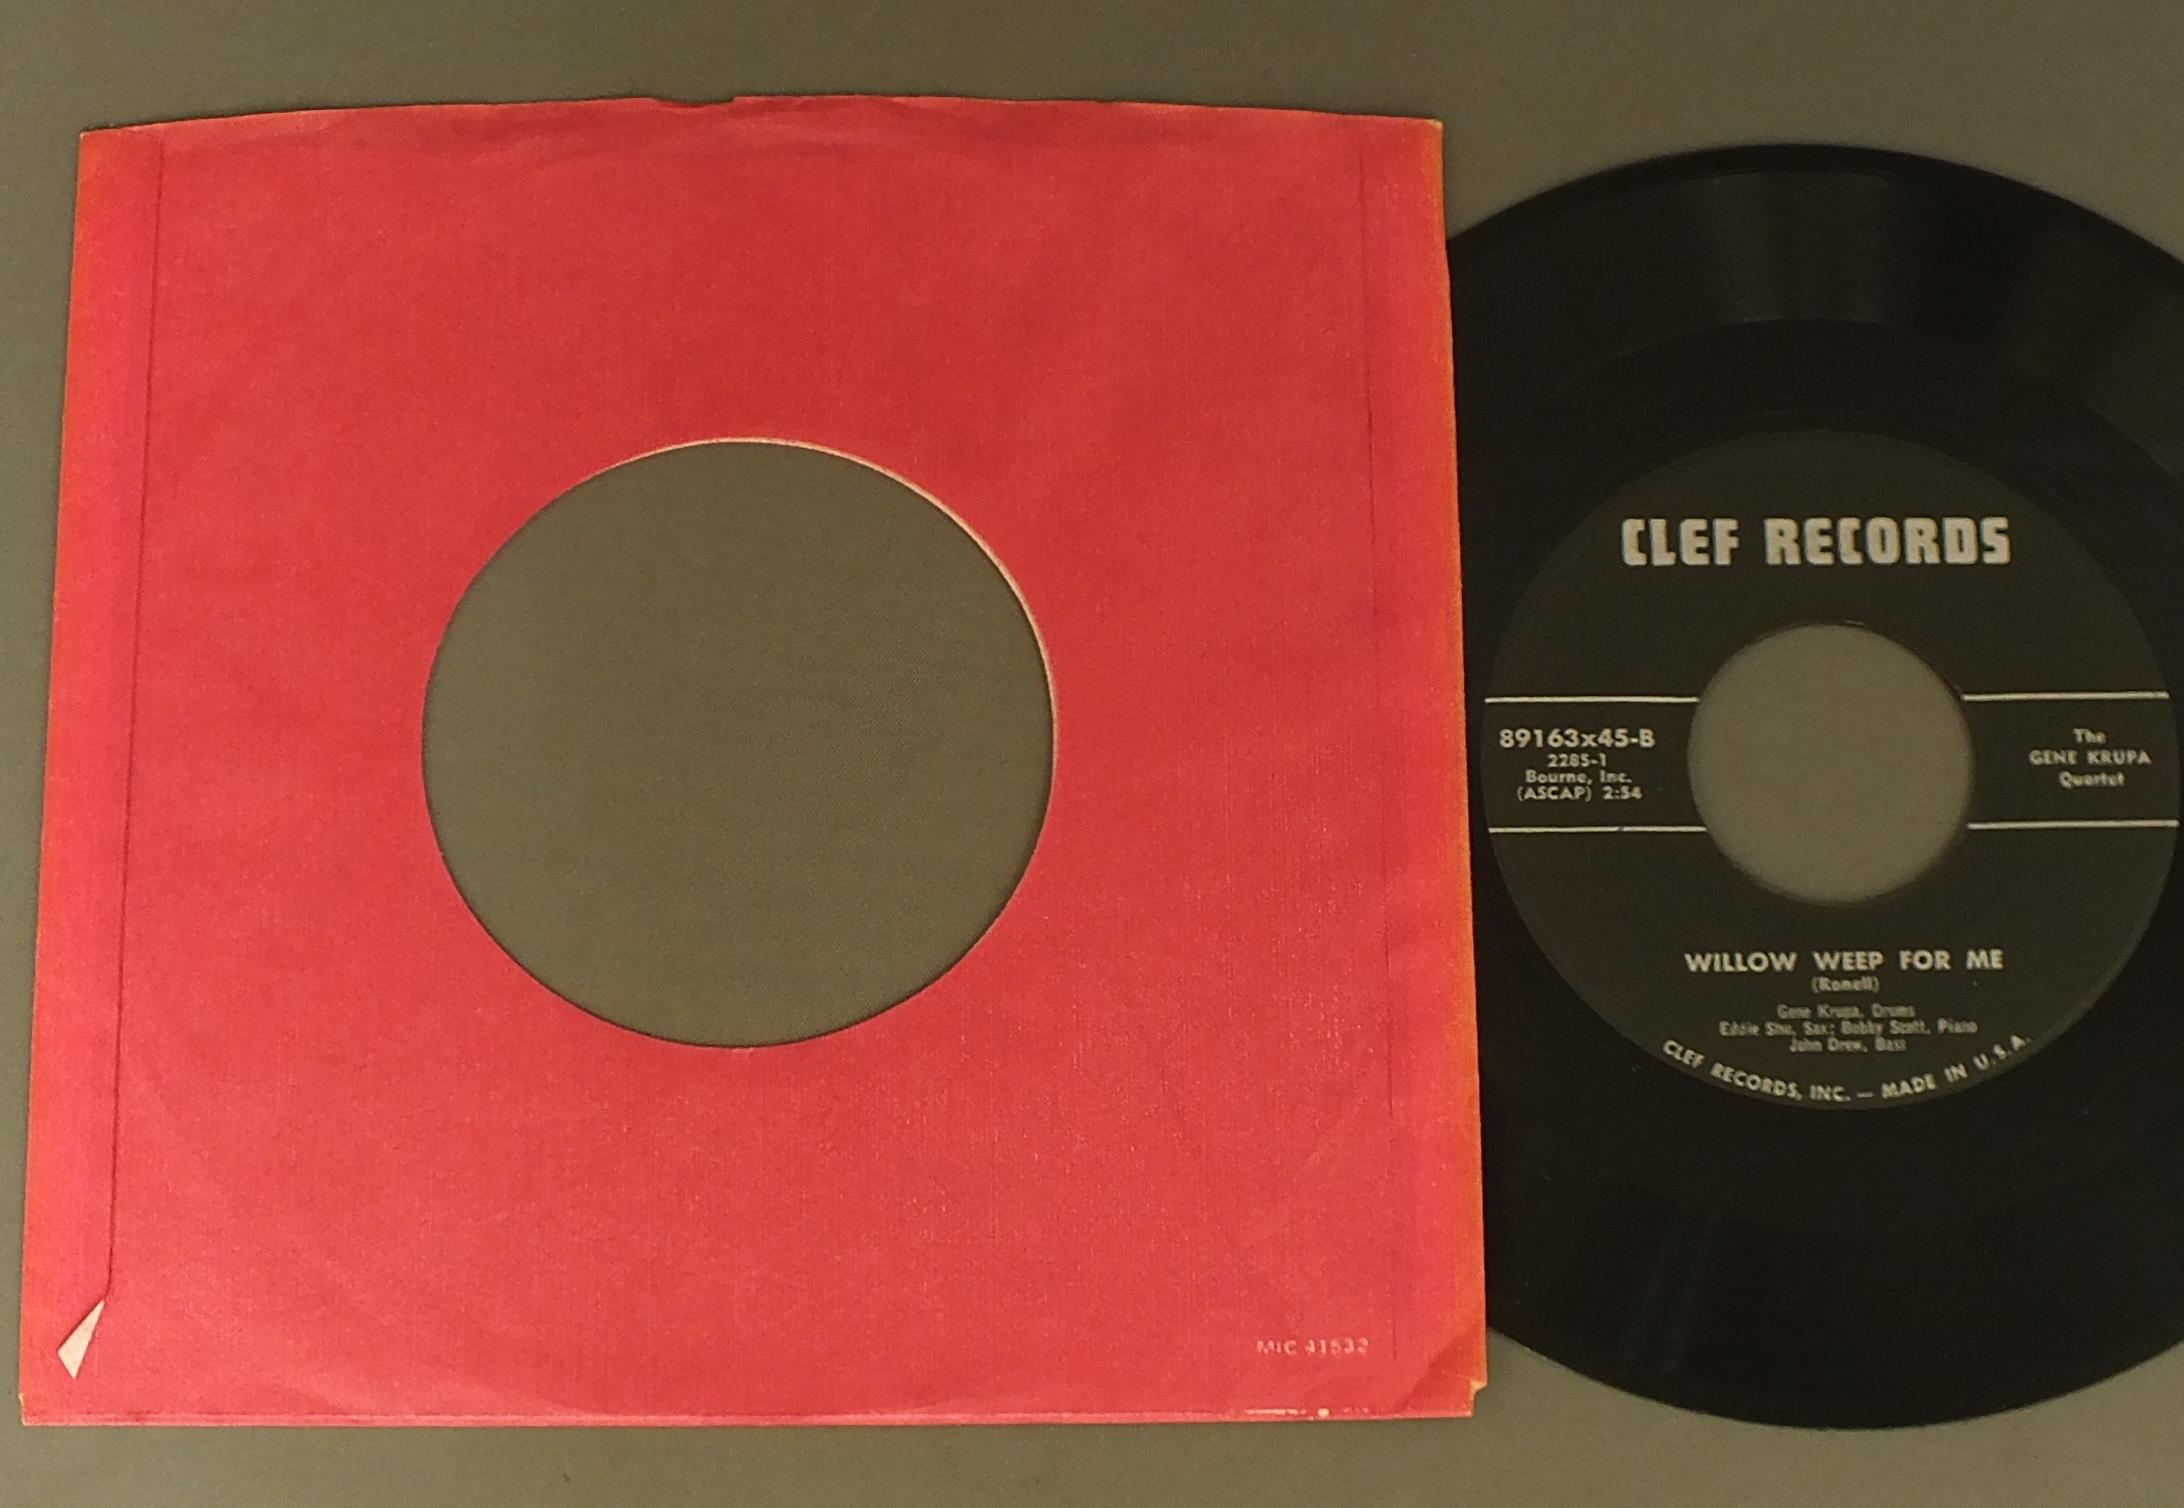 CLEF RECORDS
89163x45-B
2285-1
Bourne, Inc.
(ASCAP) 2:54
The
GENE KRUPA
Quartet
WILLOW WEEP FOR ME
(Ronell)
Gene Krupa, Drums
Eddie Shu, Sax; Bobby Scott, Piano
John Drew, Bass
CLEF RECORDS, INC. — MADE IN U.S.A.
MIC 41532